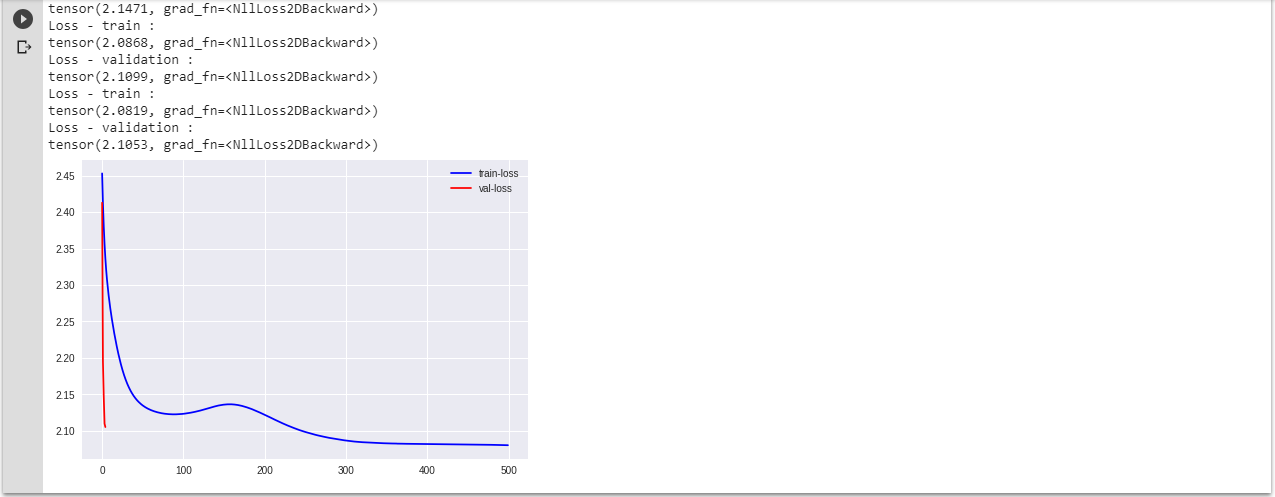 tensor(2.1471, grad_fn=<NllLoss2DBackward>)
Loss - train :
tensor(2.0868, grad_fn=<NllLoss2DBackward>)
Loss - validation :
tensor(2.1099, grad_fn=<NllLoss2DBackward>)
Loss - train :
tensor(2.0819, grad_fn=<NllLoss2DBackward>)
Loss - validation :
tensor(2.1053, grad_fn=<NllLoss2DBackward>)
train-loss
val-loss
2.45
2.40
2.35
2.30
2.25
2.20
2.15
2.10
0 100 200 300 400 500